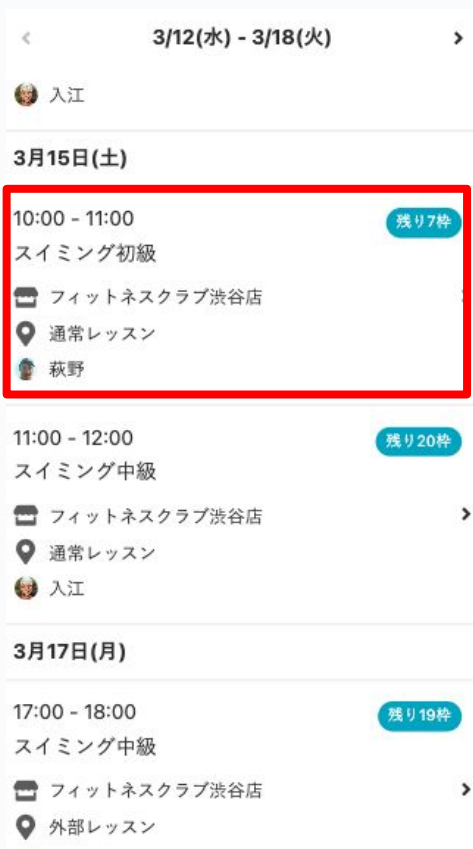 3/12(水) - 3/18(火)
入江
3月15日(土)
10:00 - 11:00
残り7枠
スイミング初級
フィットネスクラブ渋谷店
通常レッスン
萩野
11:00 - 12:00
残り20枠
スイミング中級
フィットネスクラブ渋谷店
通常レッスン
入江
3月17日(月)
17:00 - 18:00
残り19枠
スイミング中級
フィットネスクラブ渋谷店
外部レッスン